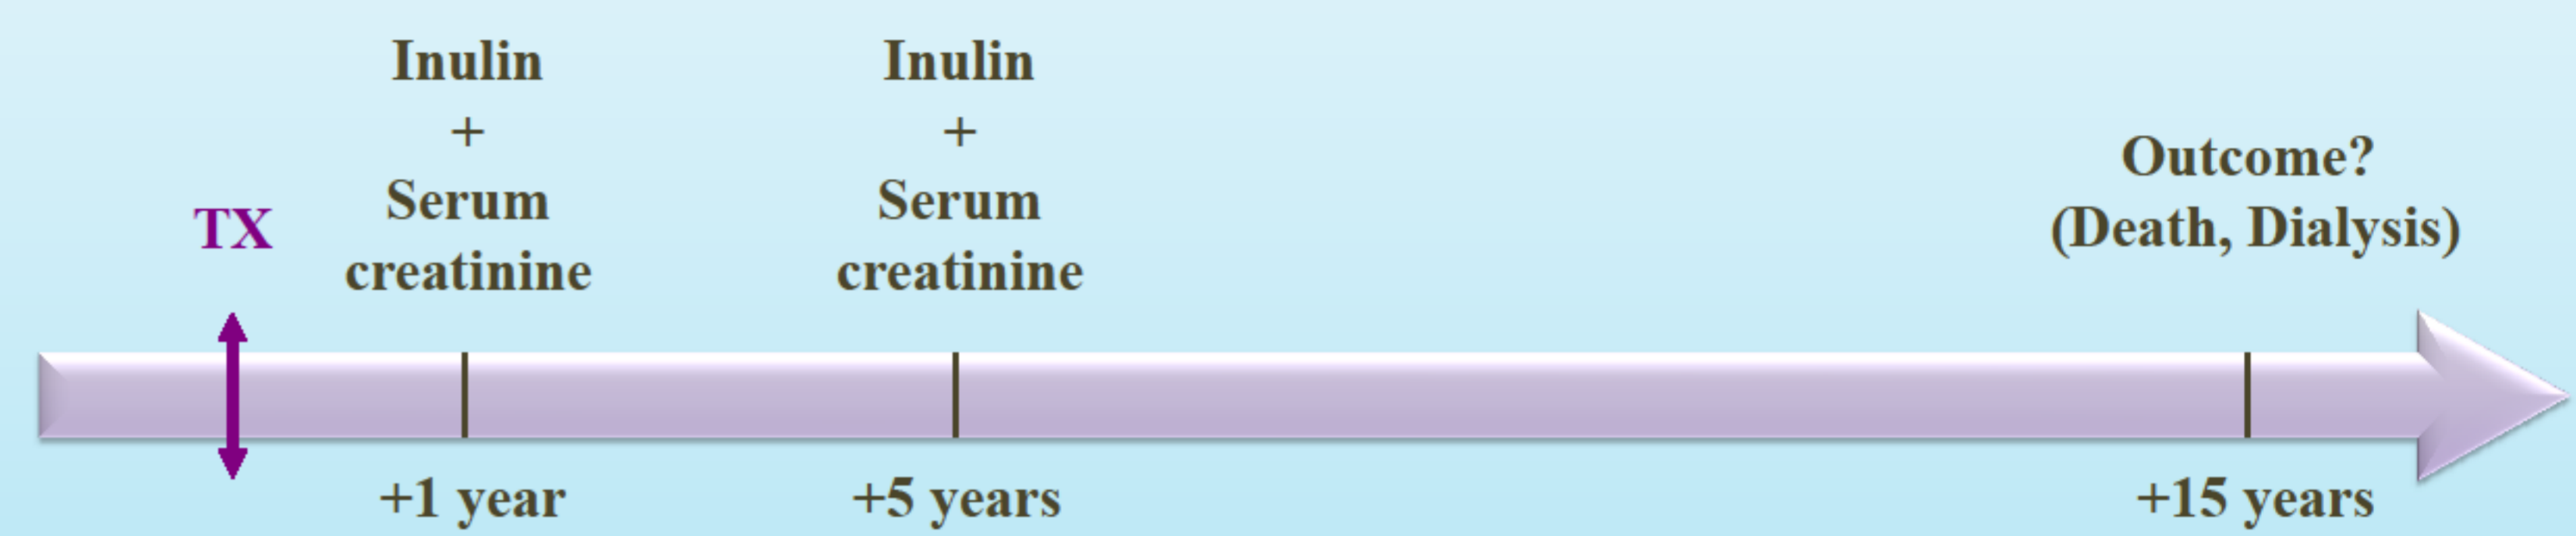 TX
Inulin
+
Serum
creatinine
Inulin
+
Serum
creatinine
Outcome?
(Death, Dialysis)
+1 year
+5 years
+15 years